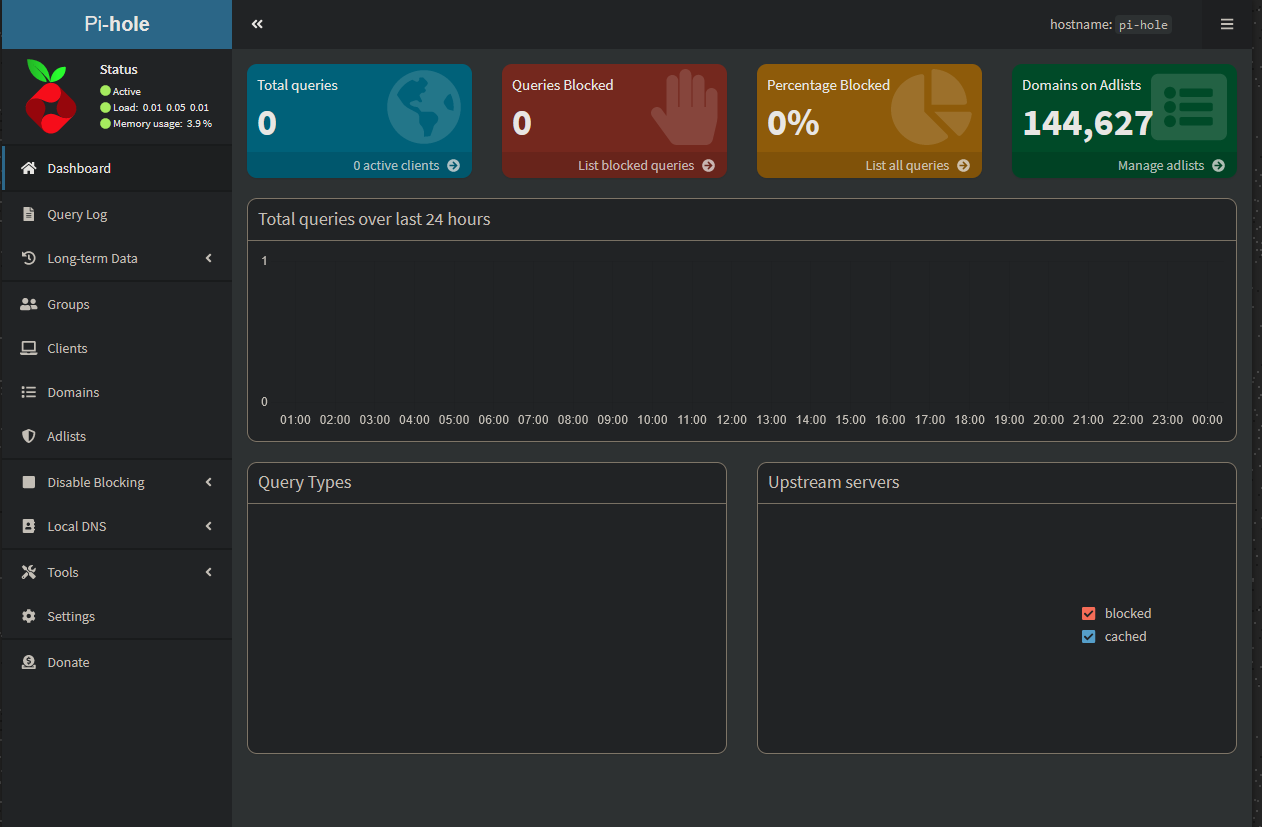 Pi-hole
hostname: pi-hole
Status
Active
Load: 0.01 0.05 0.01
Memory usage: 3.9 %
Dashboard
Query Log
Long-term Data
Groups
Clients
Domains
Adlists
Disable Blocking
Local DNS
Tools
Settings
Donate
Total queries
0
0 active clients
Queries Blocked
0
List blocked queries
Percentage Blocked
0%
List all queries
Domains on Adlists
144,627
Manage adlists
Total queries over last 24 hours
1
0
01:00 02:00 03:00 04:00 05:00 06:00 07:00 08:00 09:00 10:00 11:00 12:00 13:00 14:00 15:00 16:00 17:00 18:00 19:00 20:00 21:00 22:00 23:00 00:00
Query Types
Upstream servers
blocked
cached